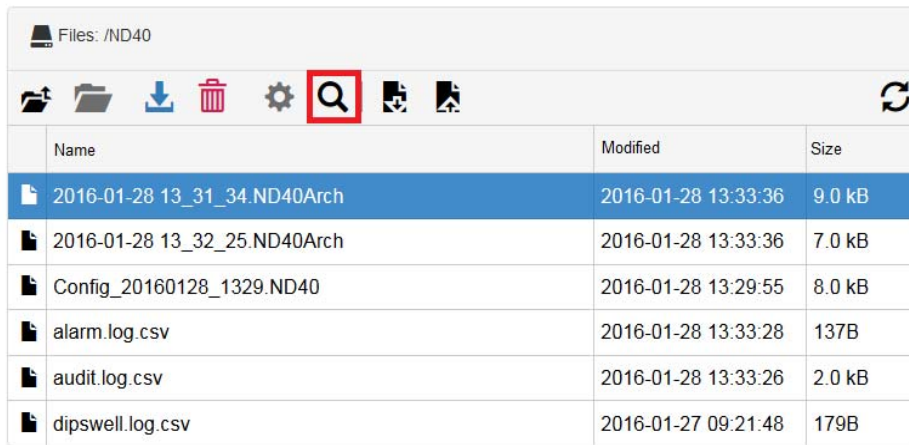 Files: /ND40
Name Modified Size
2016-01-28 13_31_34.ND40Arch 2016-01-28 13:33:36 9.0 kB
2016-01-28 13_32_25.ND40Arch 2016-01-28 13:33:36 7.0 kB
Config_20160128_1329.ND40 2016-01-28 13:29:55 8.0 kB
alarm.log.csv 2016-01-28 13:33:28 137B
audit.log.csv 2016-01-28 13:33:26 2.0 kB
dipswell.log.csv 2016-01-27 09:21:48 179B